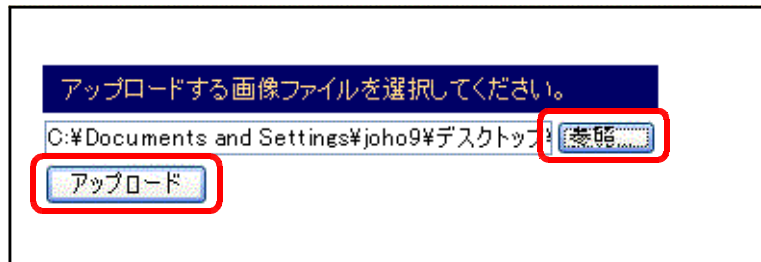 アップロードする画像ファイルを選択してください。
C:¥Documents and Settings¥joho9¥デスクトップ¥ 参照...
アップロード